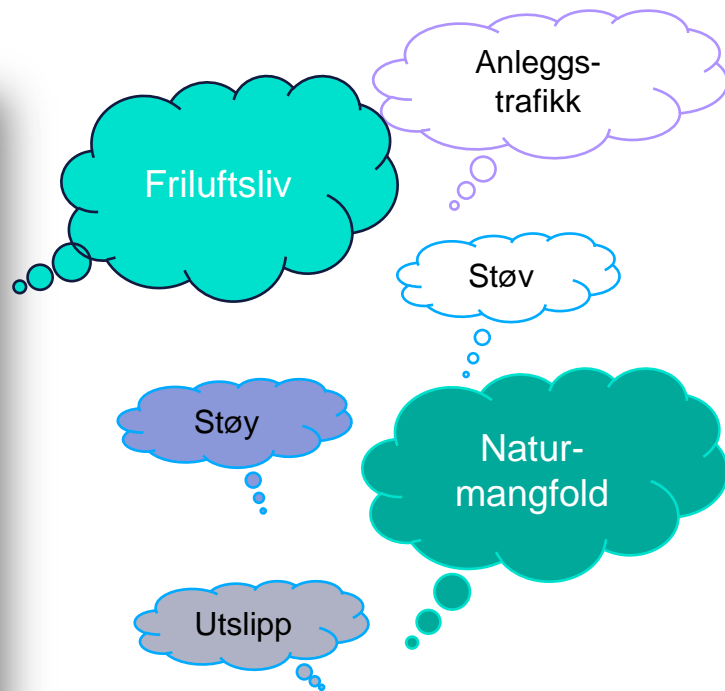 Anleggs-
trafikk
Friluftsliv
Støv
Støy
Natur-
mangfold
Utslipp